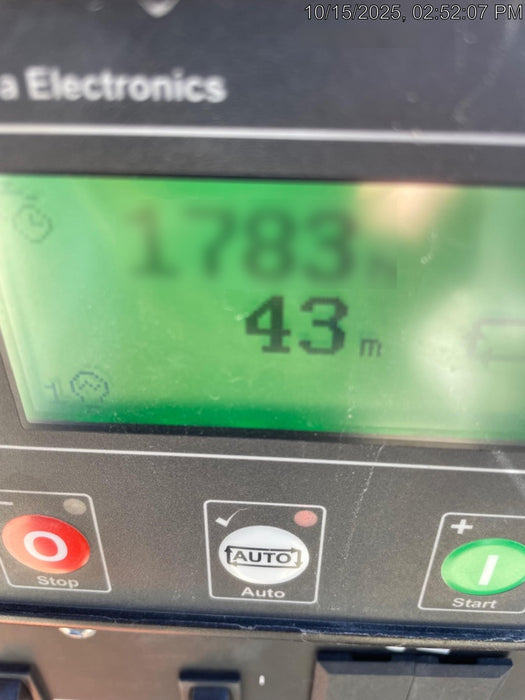 10/15/2025, 02:52:07 PM
a Electronics
1783
43 m
Stop
AUTO
Auto
+
Start